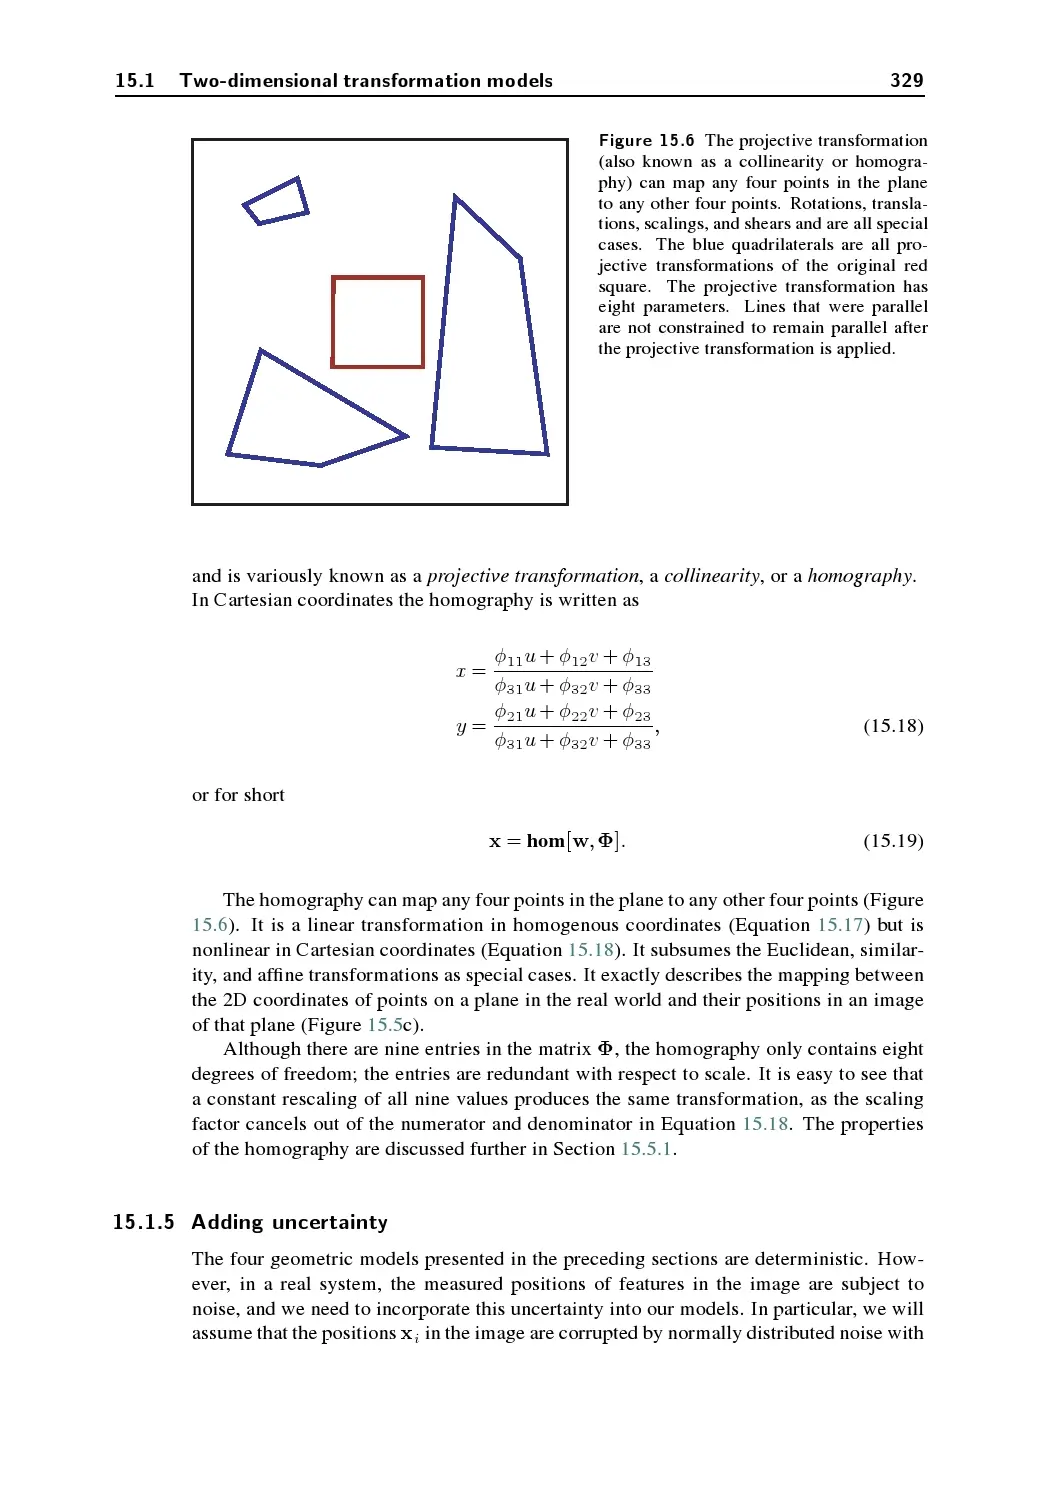 15.1 Two-dimensional transformation models 329
Figure 15.6 The projective transformation
(also known as a collinearity or homogra-
phy) can map any four points in the plane
to any other four points. Rotations, transla-
tions, scalings, and shears and are all special
cases. The blue quadrilaterals are all pro-
jective transformations of the original red
square. The projective transformation has
eight parameters. Lines that were parallel
are not constrained to remain parallel after
the projective transformation is applied.
and is variously known as a projective transformation, a collinearity, or a homography.
In Cartesian coordinates the homography is written as
x = \frac{\phi_{11}u + \phi_{12}v + \phi_{13}}{\phi_{31}u + \phi_{32}v + \phi_{33}}
y = \frac{\phi_{21}u + \phi_{22}v + \phi_{23}}{\phi_{31}u + \phi_{32}v + \phi_{33}}, (15.18)
or for short
x = hom[w, Φ]. (15.19)
The homography can map any four points in the plane to any other four points (Figure
15.6). It is a linear transformation in homogenous coordinates (Equation 15.17) but is
nonlinear in Cartesian coordinates (Equation 15.18). It subsumes the Euclidean, similar-
ity, and affine transformations as special cases. It exactly describes the mapping between
the 2D coordinates of points on a plane in the real world and their positions in an image
of that plane (Figure 15.5c).
Although there are nine entries in the matrix Φ, the homography only contains eight
degrees of freedom; the entries are redundant with respect to scale. It is easy to see that
a constant rescaling of all nine values produces the same transformation, as the scaling
factor cancels out of the numerator and denominator in Equation 15.18. The properties
of the homography are discussed further in Section 15.5.1.
15.1.5 Adding uncertainty
The four geometric models presented in the preceding sections are deterministic. How-
ever, in a real system, the measured positions of features in the image are subject to
noise, and we need to incorporate this uncertainty into our models. In particular, we will
assume that the positions x_i in the image are corrupted by normally distributed noise with